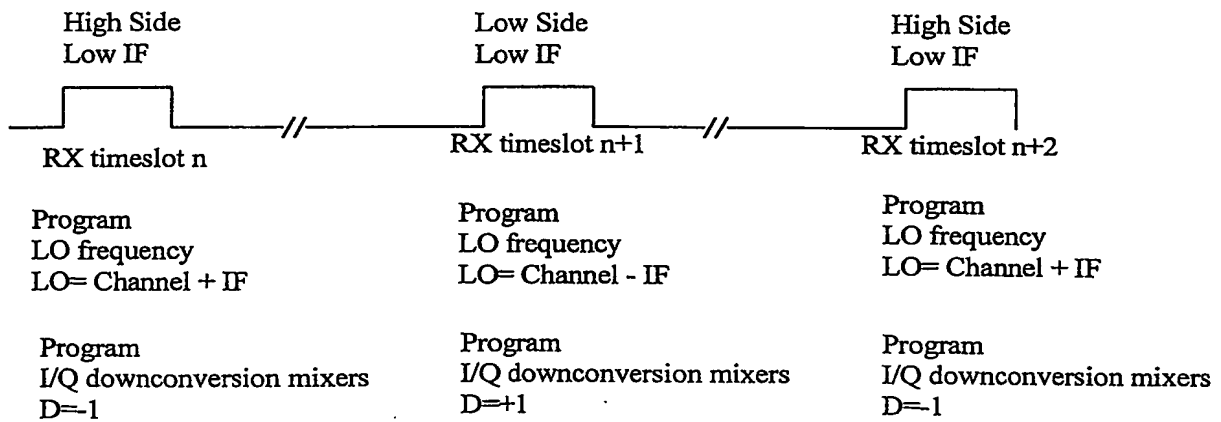 High Side
Low IF
Low Side
Low IF
High Side
Low IF
RX timeslot n
RX timeslot n+1
RX timeslot n+2
Program
LO frequency
LO= Channel + IF
Program
LO frequency
LO= Channel - IF
Program
LO frequency
LO= Channel + IF
Program
I/Q downconversion mixers
D=-1
Program
I/Q downconversion mixers
D=+1
Program
I/Q downconversion mixers
D=-1